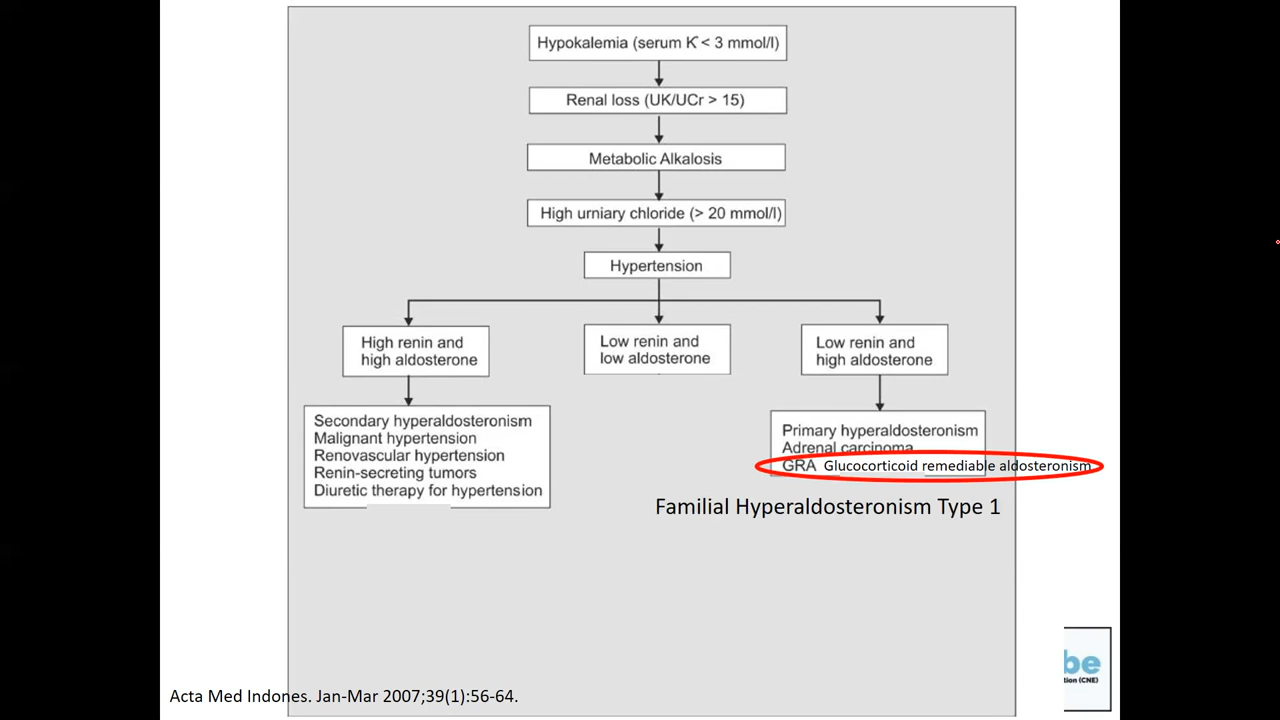 Hypokalemia (serum K⁺ < 3 mmol/l)
Renal loss (UK/UCr > 15)
Metabolic Alkalosis
High urniary chloride (> 20 mmol/l)
Hypertension
High renin and
high aldosterone
Low renin and
low aldosterone
Low renin and
high aldosterone
Secondary hyperaldosteronism
Malignant hypertension
Renovascular hypertension
Renin-secreting tumors
Diuretic therapy for hypertension
Primary hyperaldosteronism
Adrenal carcinoma
GRA Glucocorticoid remediable aldosteronism
Familial Hyperaldosteronism Type 1
be
tion (CNE)
Acta Med Indones. Jan-Mar 2007;39(1):56-64.